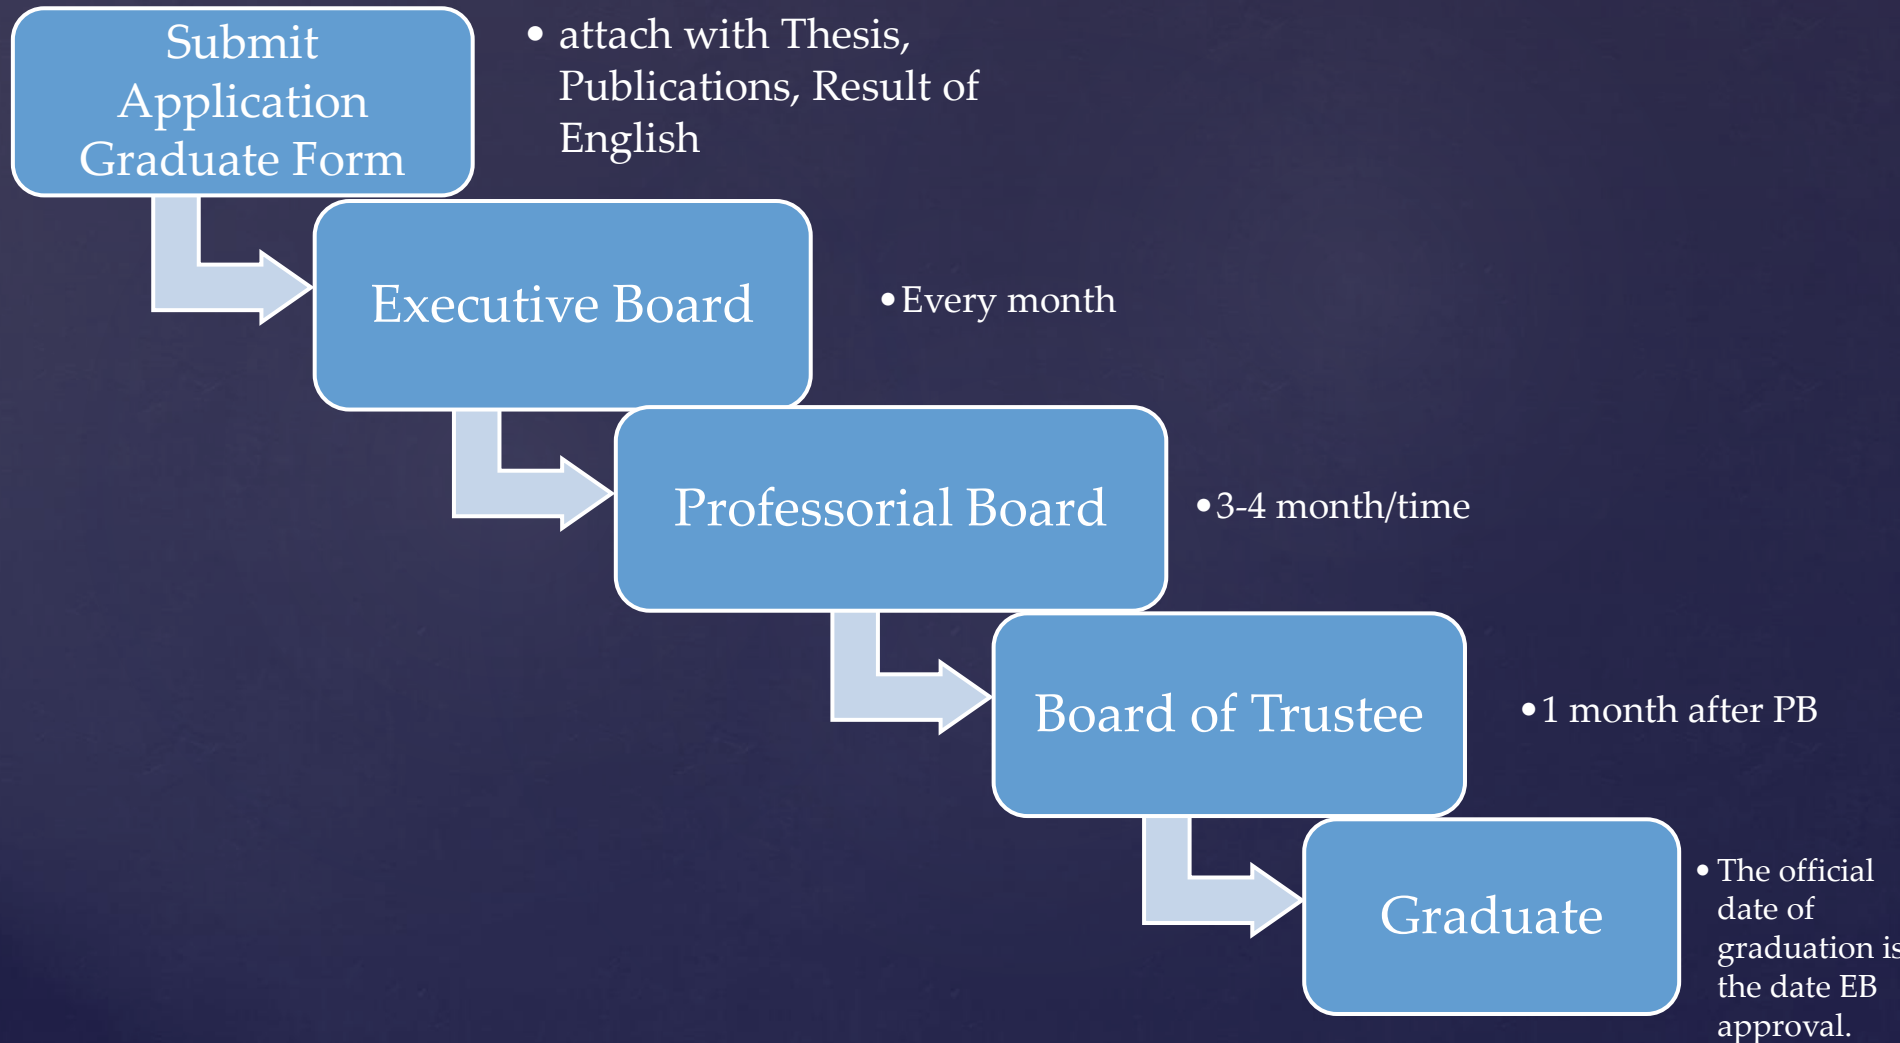 Submit
Application
Graduate Form
• attach with Thesis,
Publications, Result of
English
Executive Board
•Every month
Professorial Board
•3-4 month/time
Board of Trustee
•1 month after PB
Graduate
• The official
date of
graduation is
the date EB
approval.